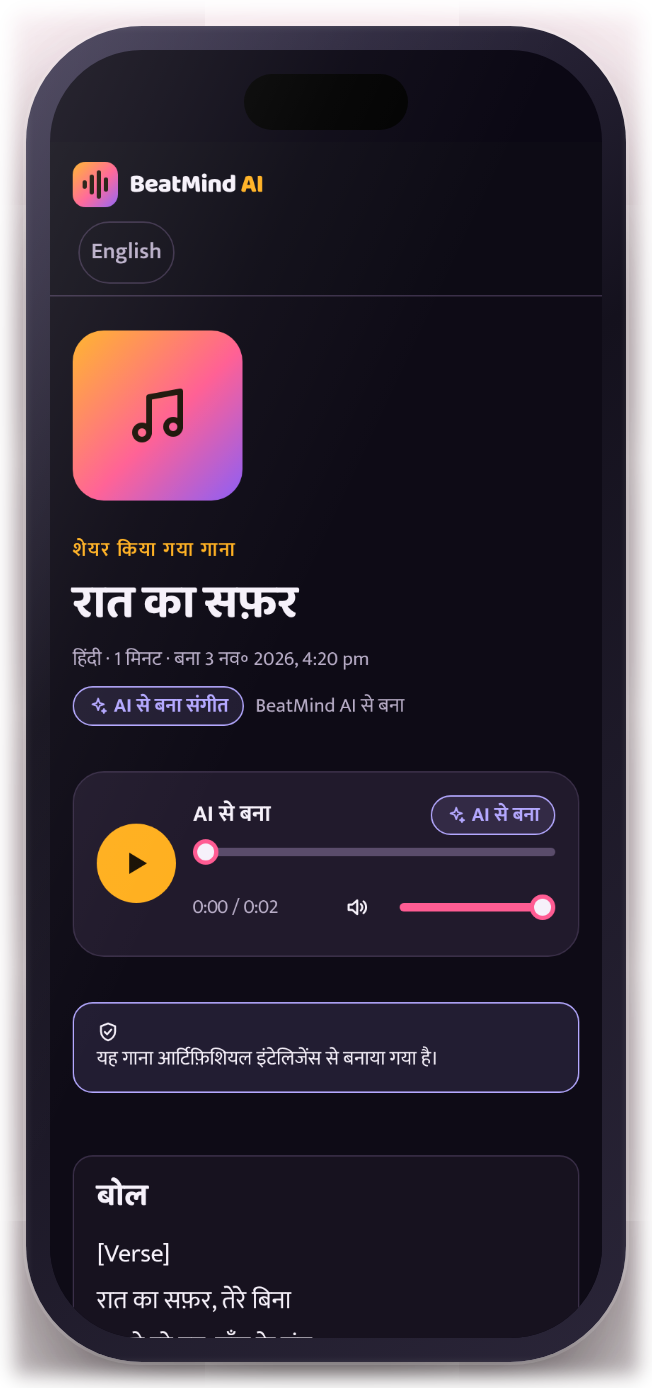 BeatMind AI
English
शेयर किया गया गाना
रात का सफ़र
हिंदी · 1 मिनट · बना 3 नव॰ 2026, 4:20 pm
AI से बना संगीत BeatMind AI से बना
AI से बना AI से बना
0:00 / 0:02
यह गाना आर्टिफ़िशियल इंटेलिजेंस से बनाया गया है।
बोल
[Verse]
रात का सफ़र, तेरे बिना